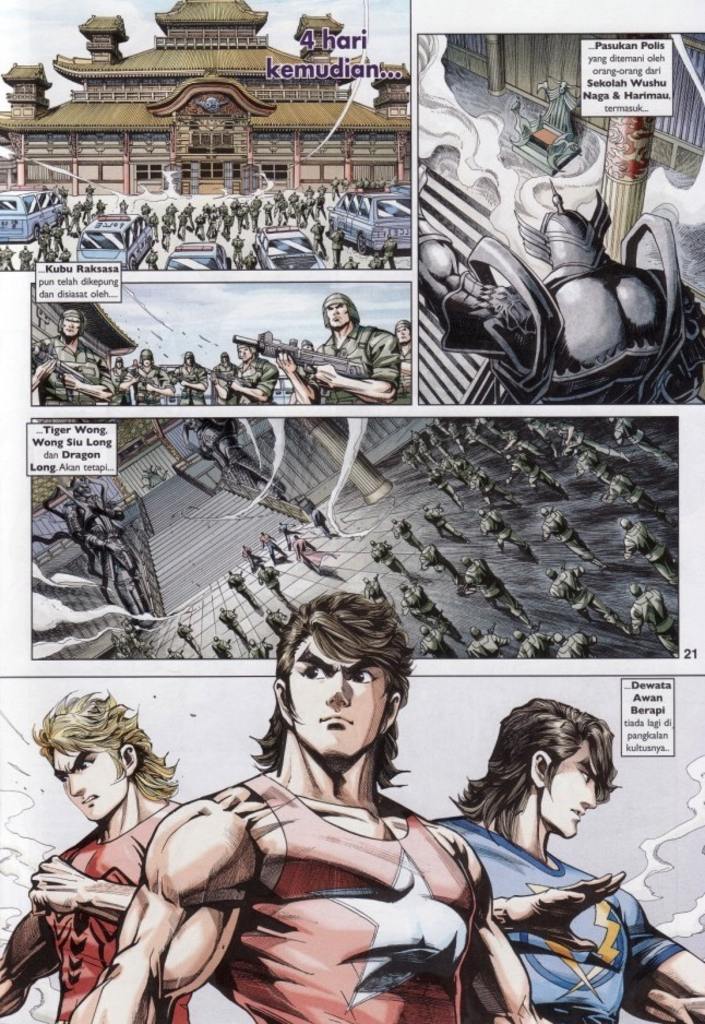 4 hari
kemudian...
...Kubu Raksasa
pun telah dikepung
dan disiasat oleh....
...Pasukan Polis
yang ditemani oleh
orang-orang dari
Sekolah Wushu
Naga & Harimau,
termasuk...
...Tiger Wong,
Wong Siu Long
dan Dragon
Long. Akan tetapi...
21
...Dewata
Awan
Berapi
tiada lagi di
pangkalan
kultusnya..